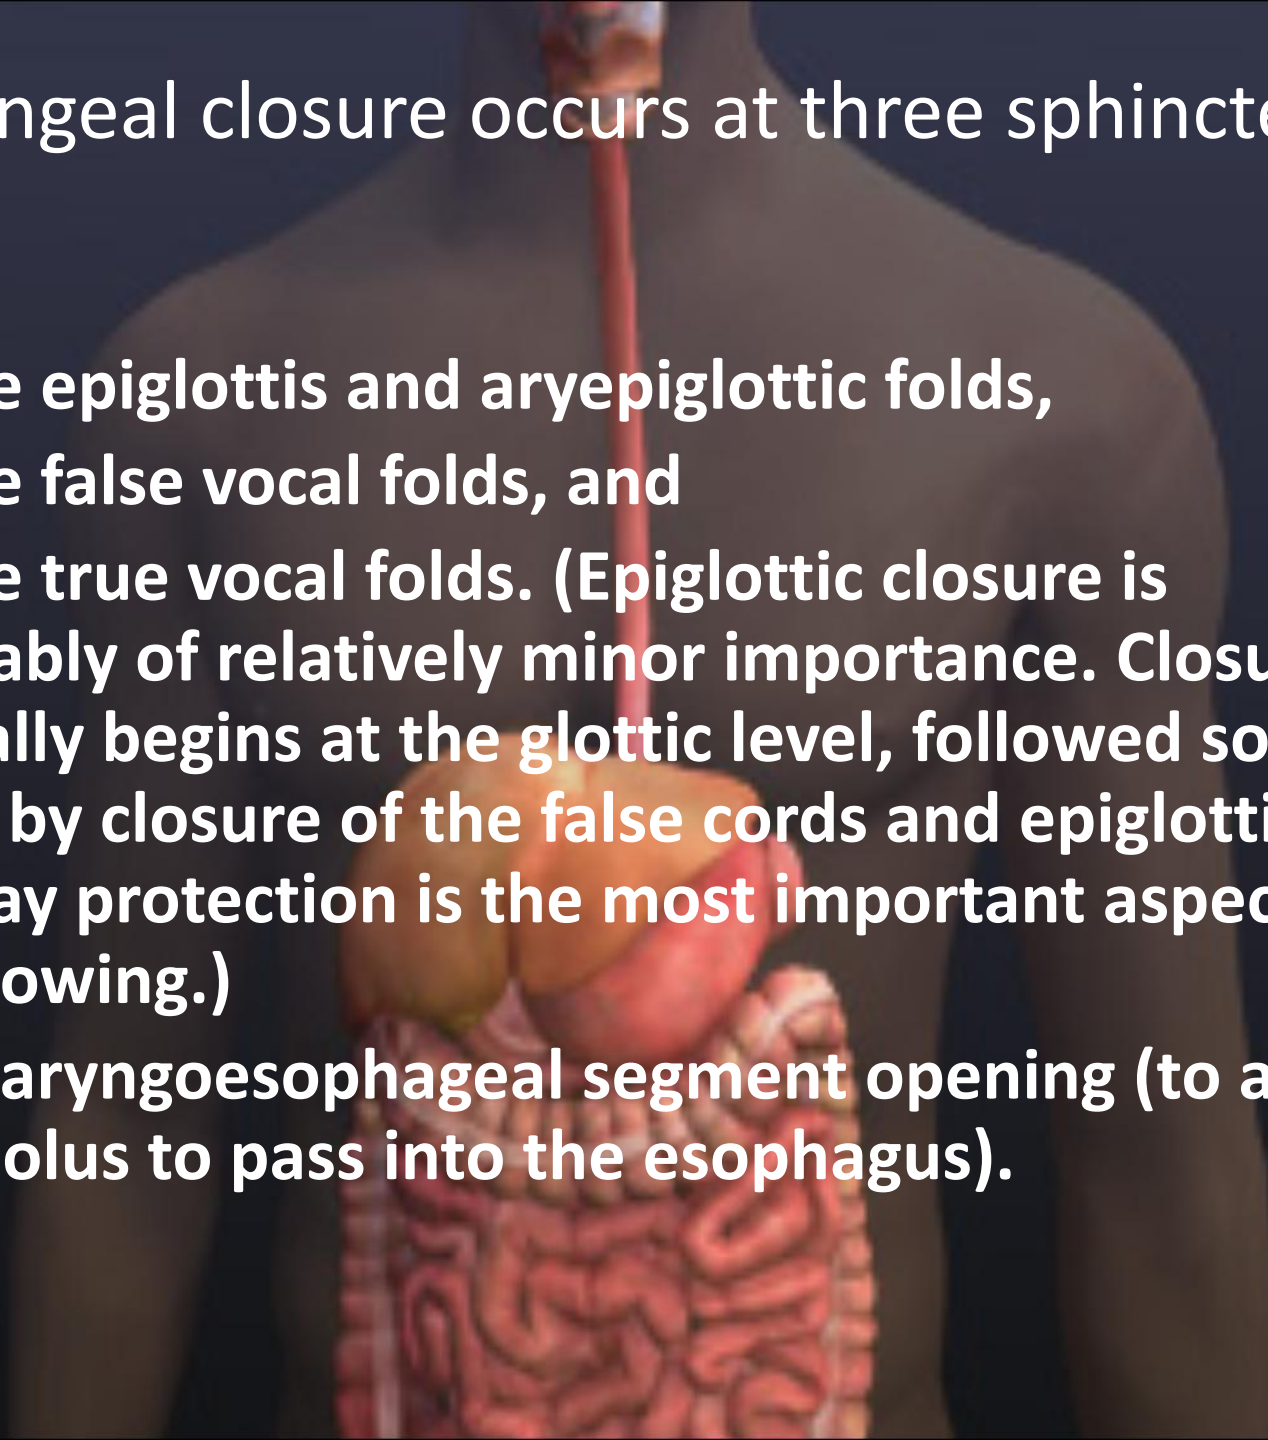 ngeal closure occurs at three sphincte
e epiglottis and aryepiglottic folds,
e false vocal folds, and
e true vocal folds. (Epiglottic closure is
ably of relatively minor importance. Closu
ally begins at the glottic level, followed so
by closure of the false cords and epiglotti
ay protection is the most important aspec
owing.)
aryngoesophageal segment opening (to a
olus to pass into the esophagus).